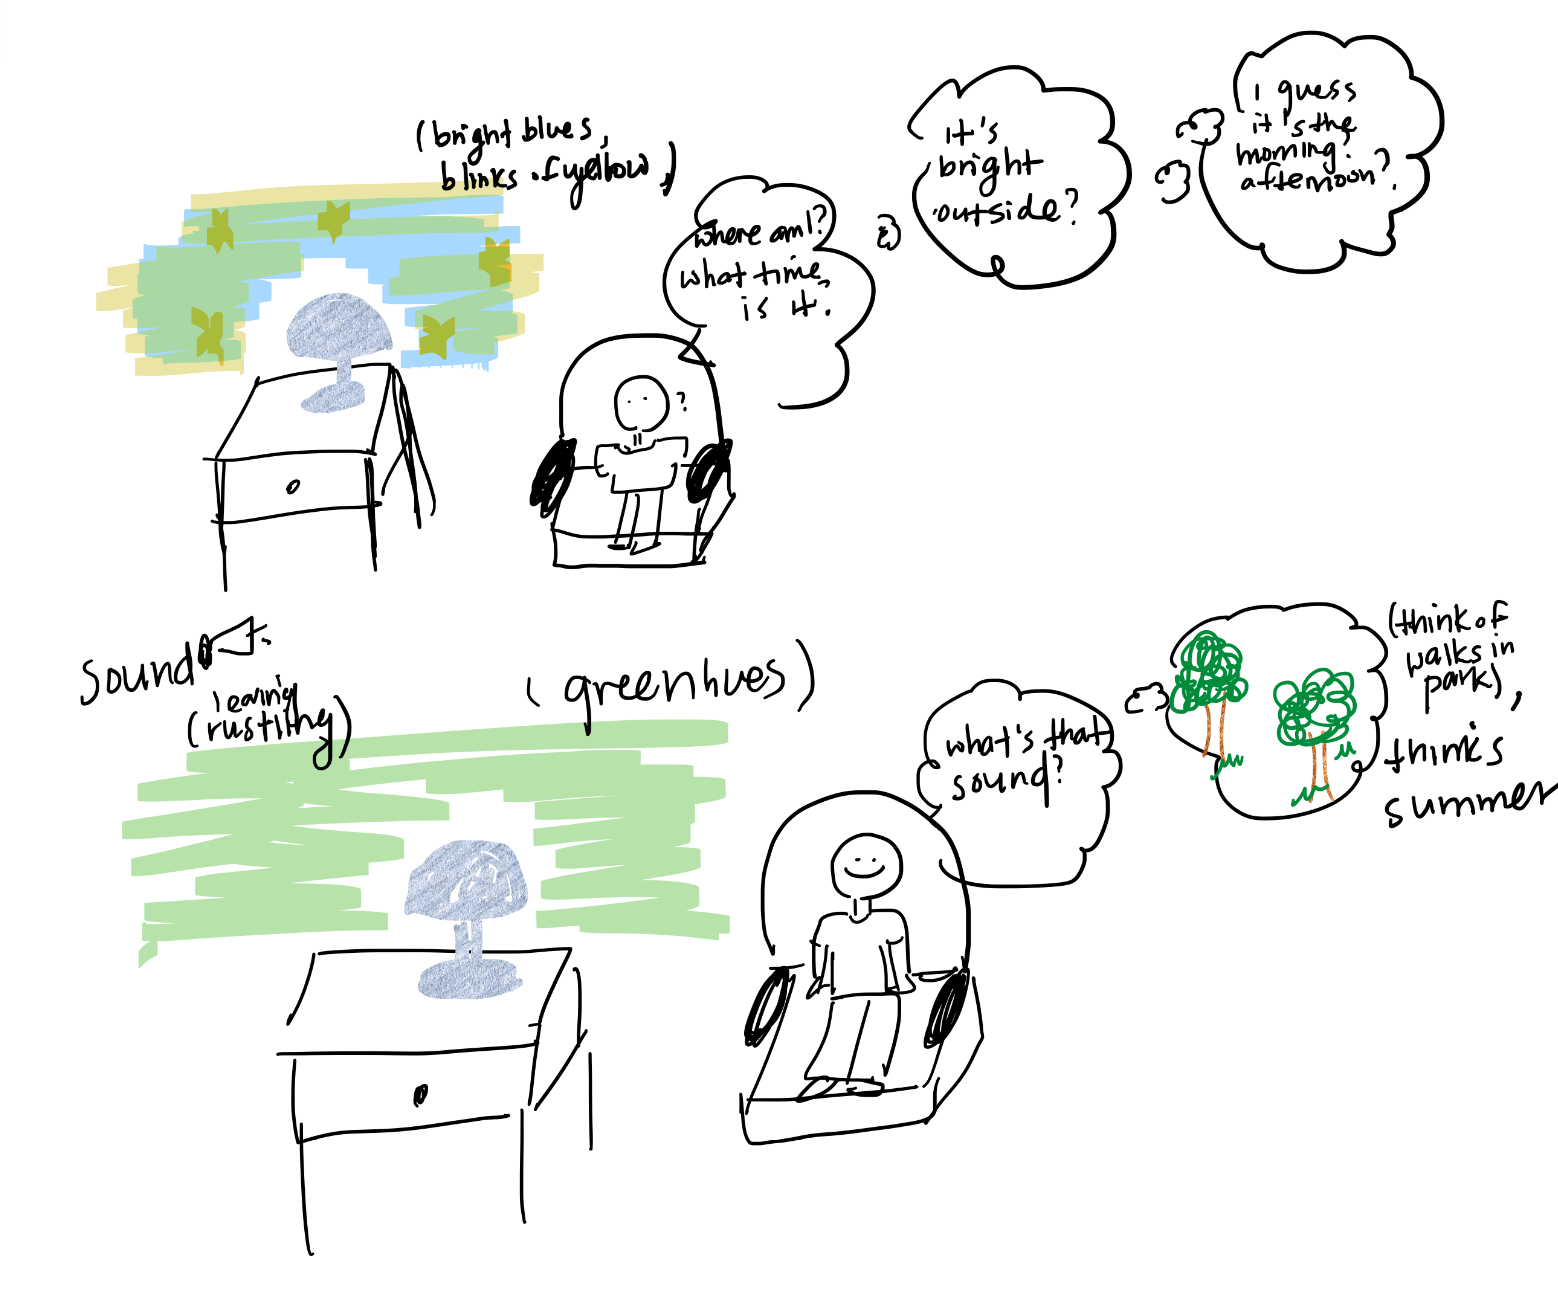 (bright blues,
blinks of yellow,)
where am I?
what time
is it?
?
it's
bright
outside?
I guess
it's the
morning?
afternoon?
Sound
(rustling)
(greenhues)
what's that
sound?
(think of
walks in
park),
thinks
summer